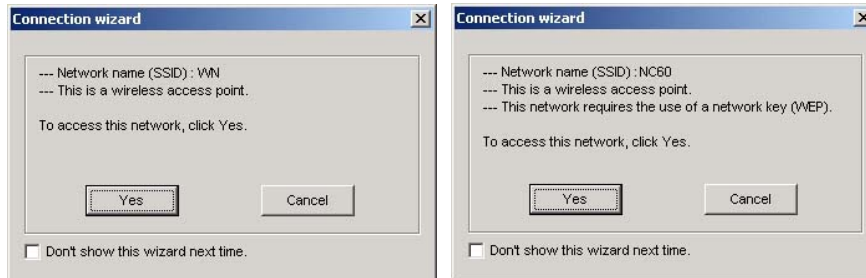 Connection wizard
--- Network name (SSID) : WN
--- This is a wireless access point.
To access this network, click Yes.
Yes
Cancel
Don't show this wizard next time.
Connection wizard
--- Network name (SSID) :NC60
--- This is a wireless access point.
--- This network requires the use of a network key (WEP).
To access this network, click Yes.
Yes
Cancel
Don't show this wizard next time.